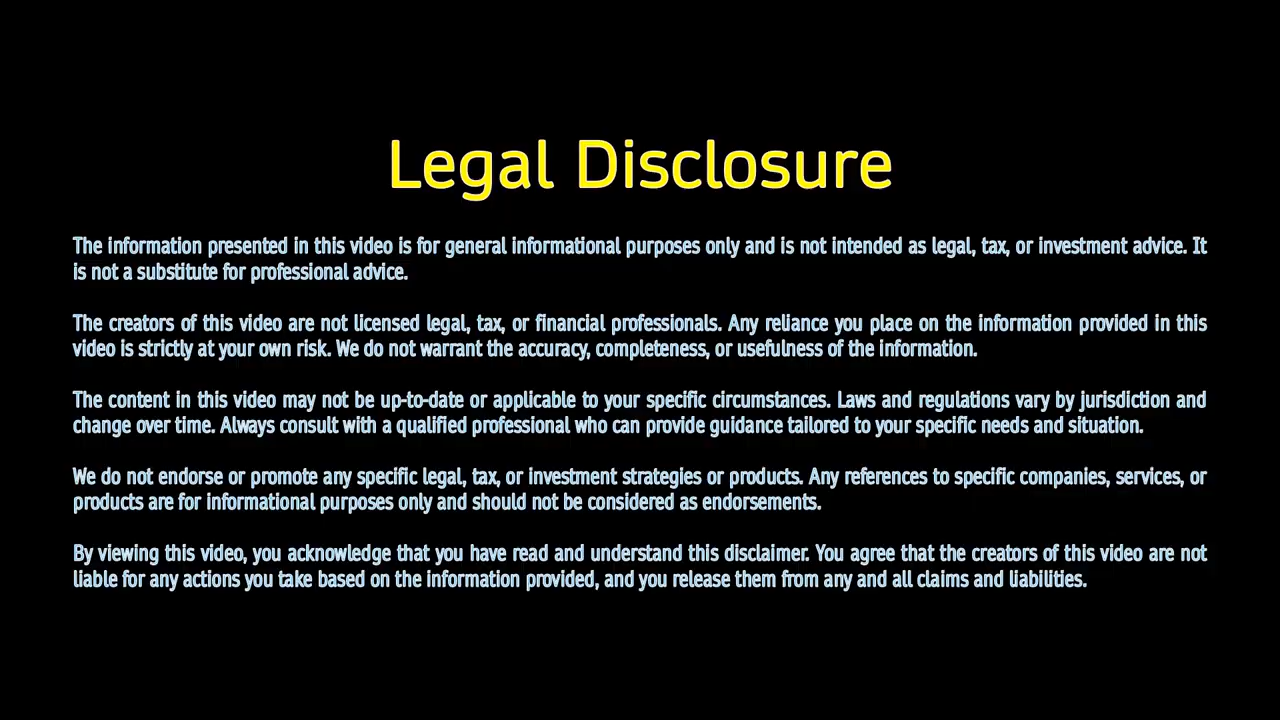 Legal Disclosure
The information presented in this video is for general informational purposes only and is not intended as legal, tax, or investment advice. It
is not a substitute for professional advice.
The creators of this video are not licensed legal, tax, or financial professionals. Any reliance you place on the information provided in this
video is strictly at your own risk. We do not warrant the accuracy, completeness, or usefulness of the information.
The content in this video may not be up-to-date or applicable to your specific circumstances. Laws and regulations vary by jurisdiction and
change over time. Always consult with a qualified professional who can provide guidance tailored to your specific needs and situation.
We do not endorse or promote any specific legal, tax, or investment strategies or products. Any references to specific companies, services, or
products are for informational purposes only and should not be considered as endorsements.
By viewing this video, you acknowledge that you have read and understand this disclaimer. You agree that the creators of this video are not
liable for any actions you take based on the information provided, and you release them from any and all claims and liabilities.